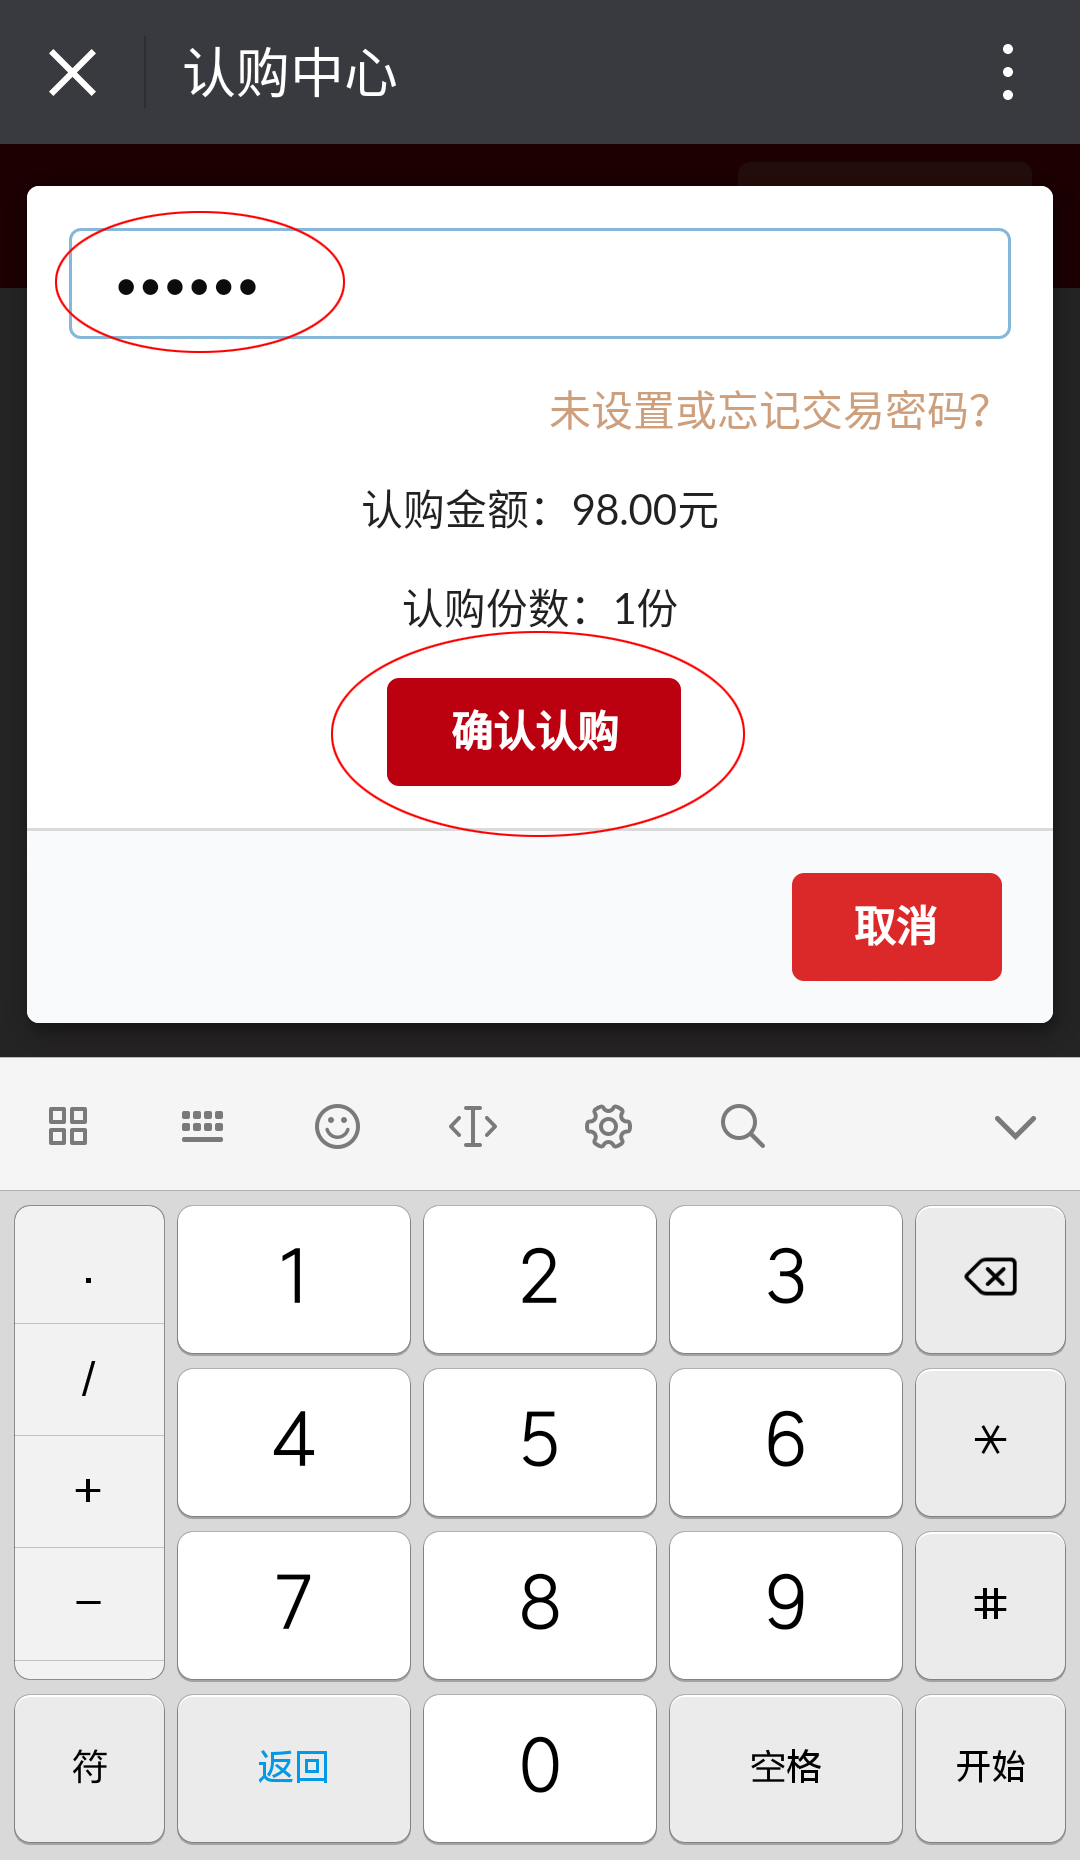 认购中心
••••••
未设置或忘记交易密码?
认购金额：98.00元
认购份数：1份
确认认购
取消
. 1 2 3
/ 4 5 6 *
+ 7 8 9 #
−
符 返回 0 空格 开始